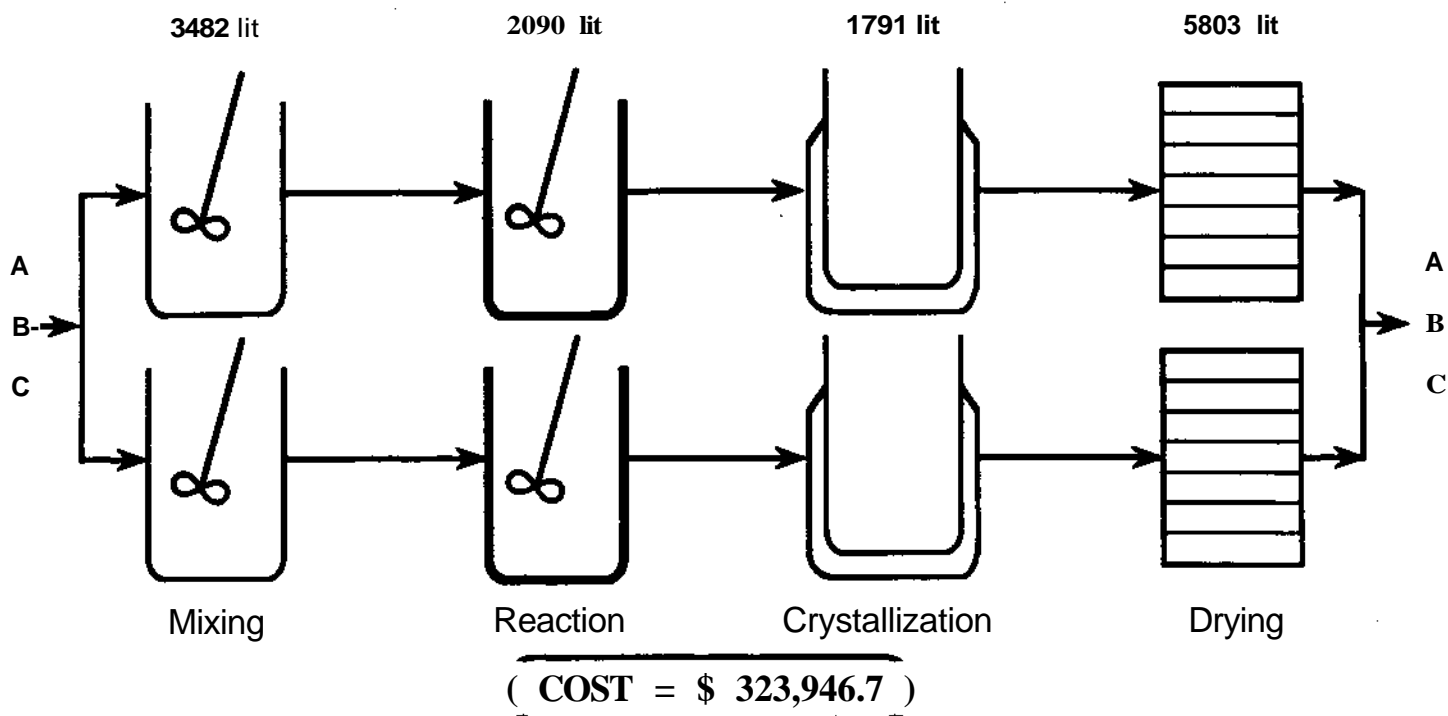 3482 lit 2090 lit 1791 lit 5803 lit
A A
B- B
C C
Mixing Reaction Crystallization Drying
( COST = $ 323,946.7 )